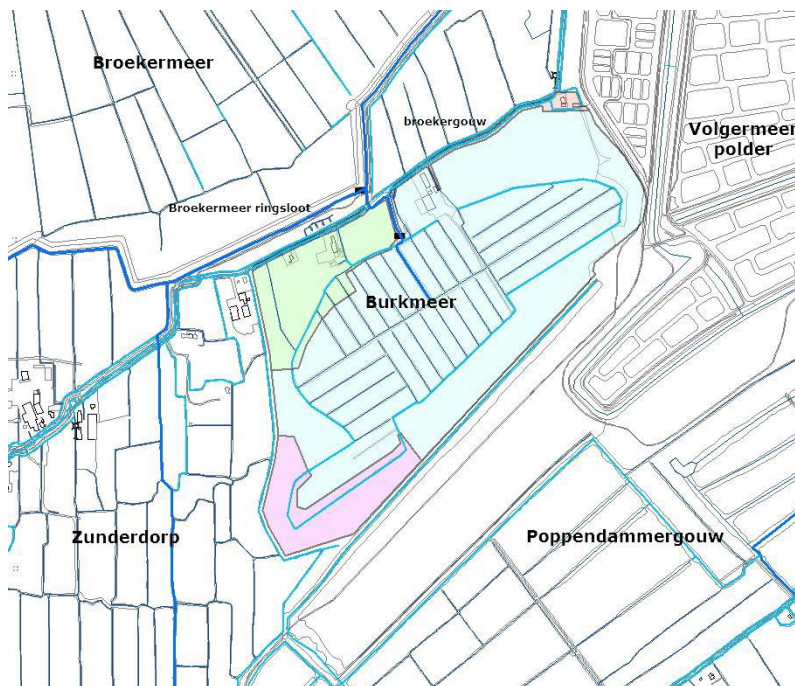 Broekermeer
broekergouw
Volgermeer
polder
Broekermeer ringsloot
Burkmeer
Zunderdorp
Poppendammergouw